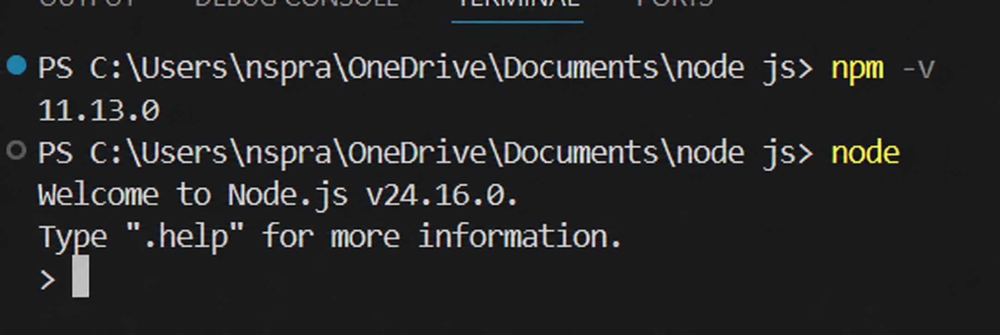 OUTPUT DEBUG CONSOLE TERMINAL PORTS
PS C:\Users\nspra\OneDrive\Documents\node js> npm -v
11.13.0
PS C:\Users\nspra\OneDrive\Documents\node js> node
Welcome to Node.js v24.16.0.
Type ".help" for more information.
>